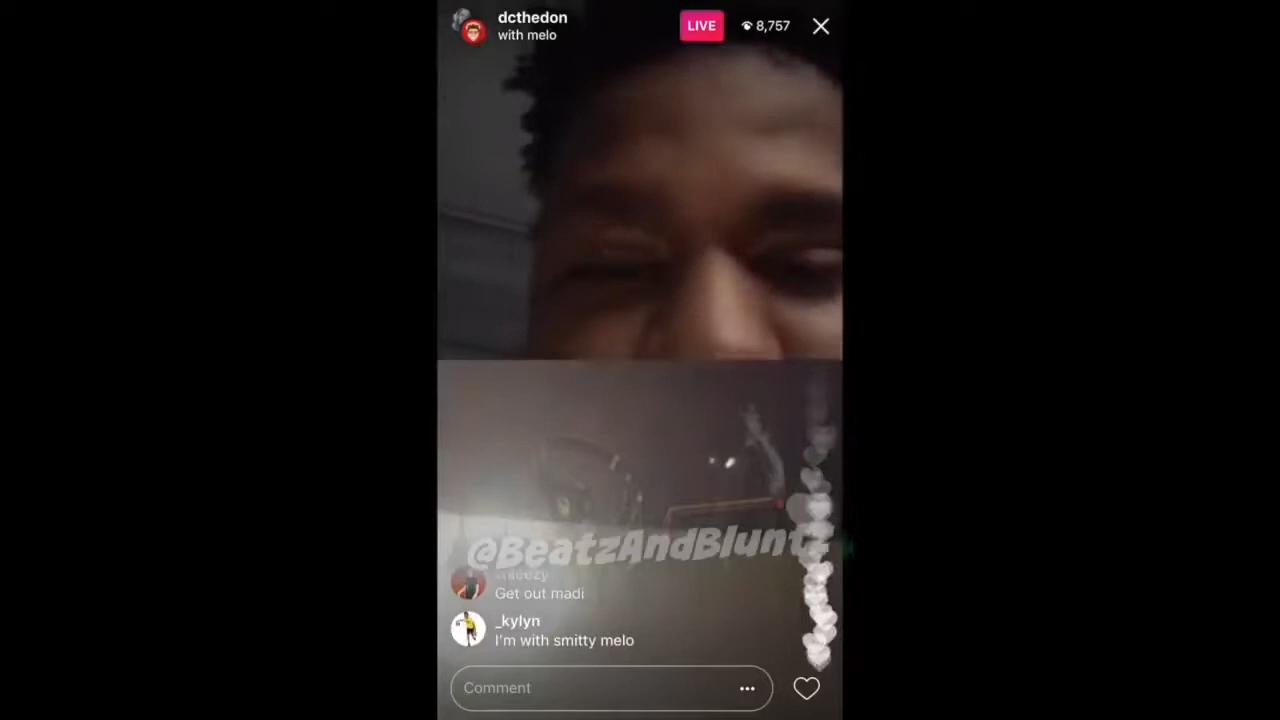 dcthedon
with melo
LIVE
8,757
@BeatzAndBluntz
Get out madi
_kylyn
I'm with smitty melo
Comment